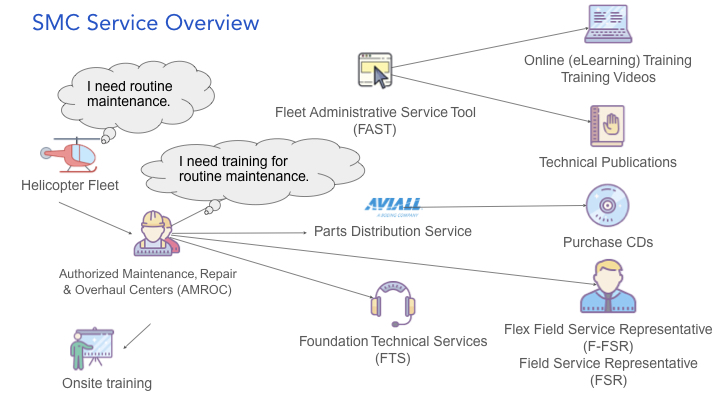 SMC Service Overview
I need routine
maintenance.
Helicopter Fleet
I need training for
routine maintenance.
Authorized Maintenance, Repair
& Overhaul Centers (AMROC)
Onsite training
Fleet Administrative Service Tool
(FAST)
Online (eLearning) Training
Training Videos
Technical Publications
AVIALL
A BOEING COMPANY
Parts Distribution Service
Purchase CDs
Foundation Technical Services
(FTS)
Flex Field Service Representative
(F-FSR)
Field Service Representative
(FSR)